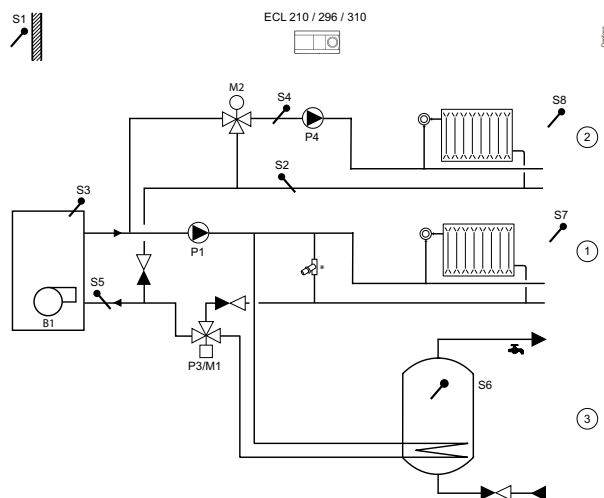 S1
ECL 210 / 296 / 310
Danfoss
M2
S4
S8
P4
2
S2
S3
S7
P1
1
*
S5
B1
P3/M1
S6
3